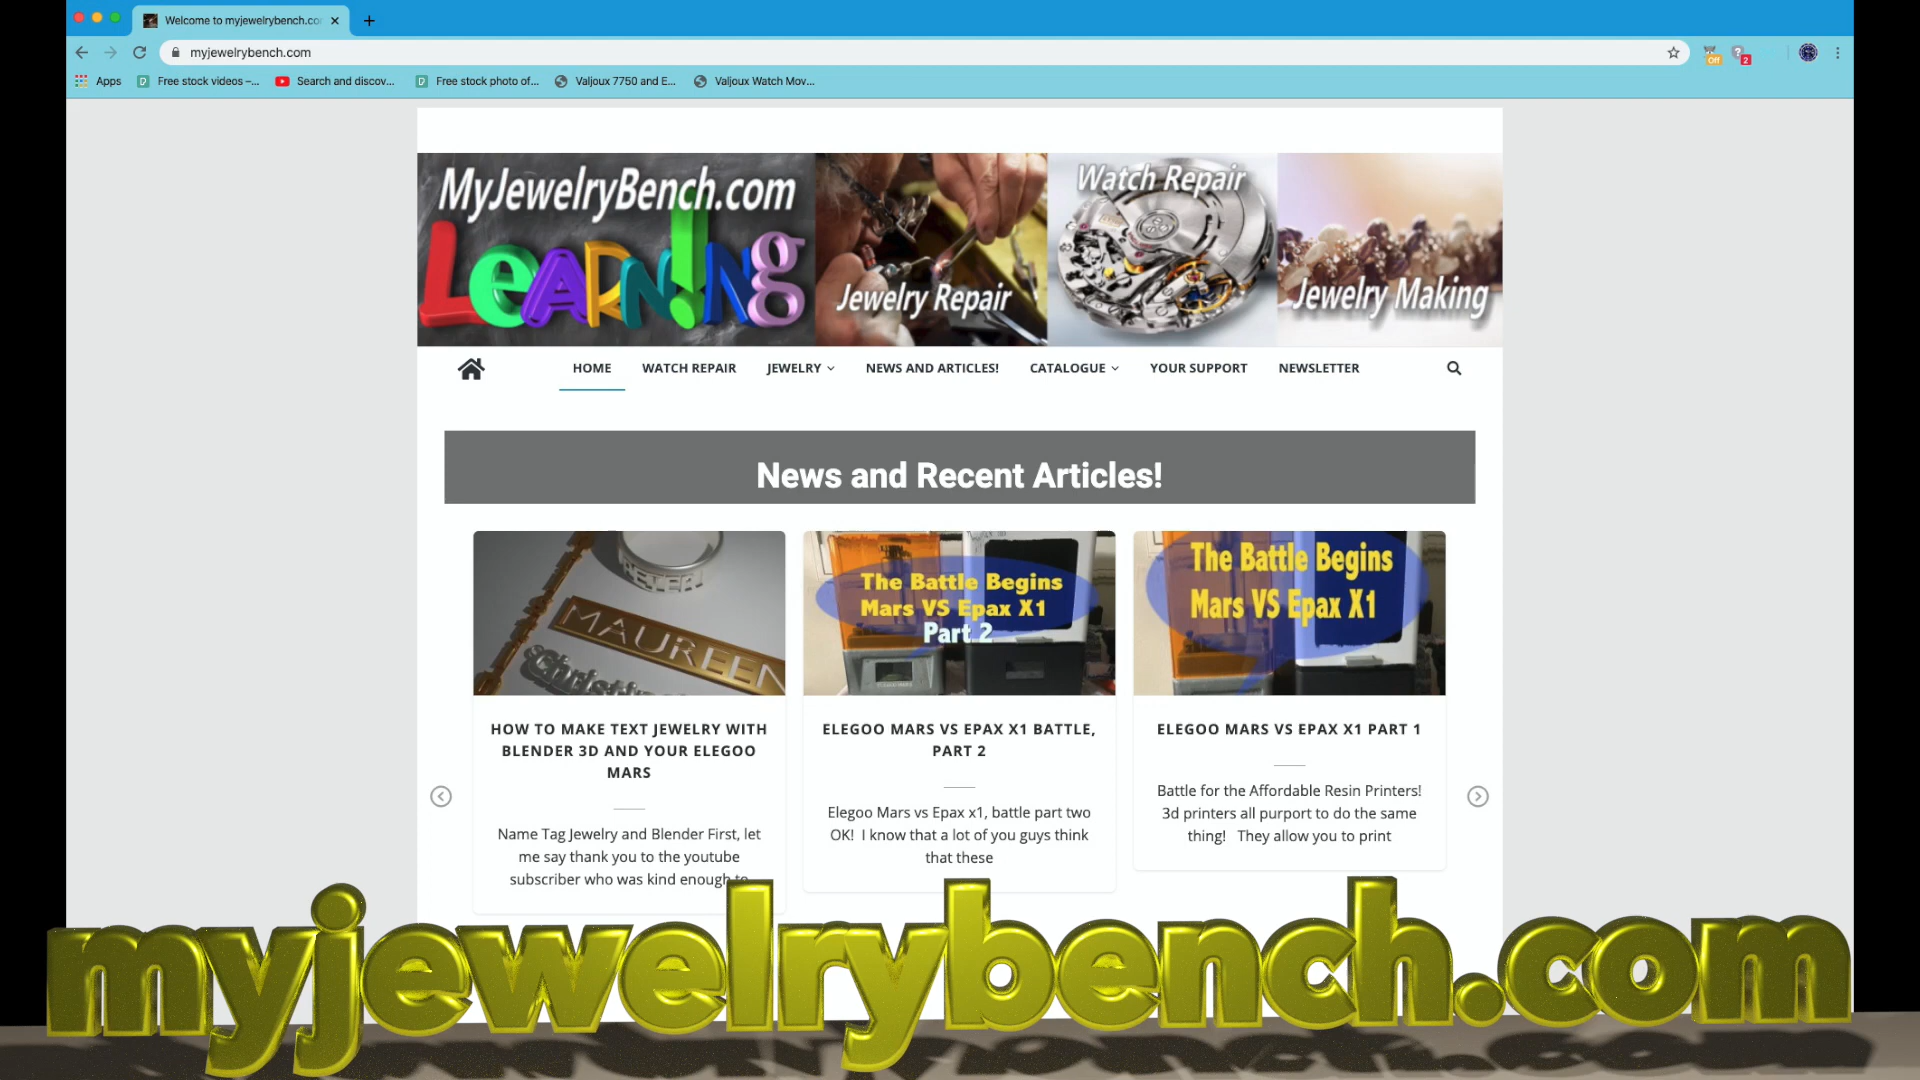 Welcome to myjewelrybench.co
myjewelrybench.com
Off
2
Apps
Free stock videos –...
Search and discov...
Free stock photo of...
Valjoux 7750 and E...
Valjoux Watch Mov...
MyJewelryBench.com
LeARN!Ng
Jewelry Repair
Watch Repair
Jewelry Making
HOME
WATCH REPAIR
JEWELRY
NEWS AND ARTICLES!
CATALOGUE
YOUR SUPPORT
NEWSLETTER
News and Recent Articles!
MAUREEN
The Battle Begins
Mars VS Epax X1
Part 2
The Battle Begins
Mars VS Epax X1
HOW TO MAKE TEXT JEWELRY WITH
BLENDER 3D AND YOUR ELEGOO
MARS
Name Tag Jewelry and Blender First, let
me say thank you to the youtube
subscriber who was kind enough to
ELEGOO MARS VS EPAX X1 BATTLE,
PART 2
Elegoo Mars vs Epax x1, battle part two
OK! I know that a lot of you guys think
that these
ELEGOO MARS VS EPAX X1 PART 1
Battle for the Affordable Resin Printers!
3d printers all purport to do the same
thing! They allow you to print
myjewelrybench.com